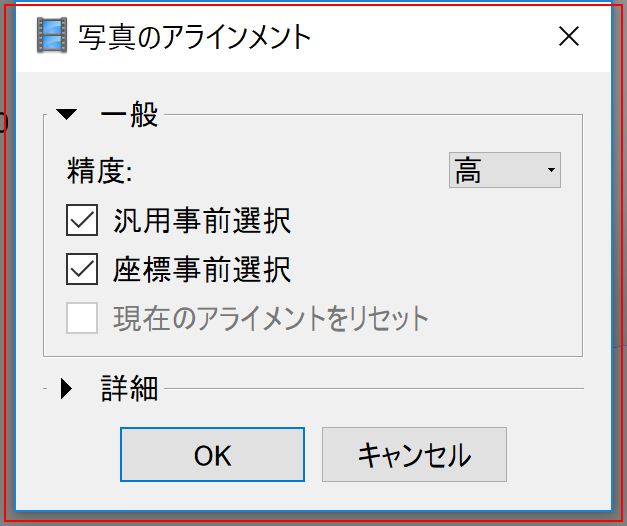 写真のアラインメント
一般
精度:
高
汎用事前選択
座標事前選択
現在のアライメントをリセット
詳細
OK
キャンセル